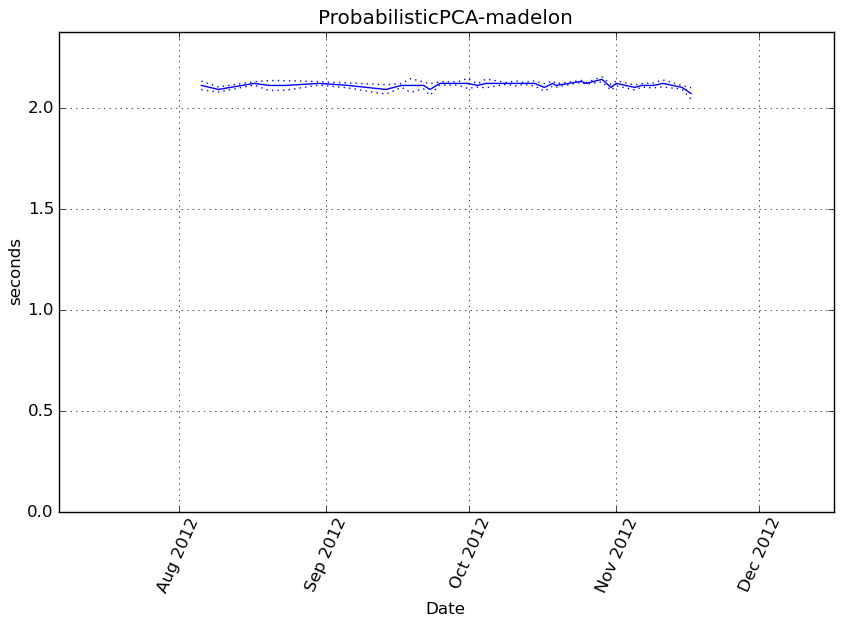 ProbabilisticPCA-madelon
2.0
1.5
1.0
0.5
0.0
seconds
Aug 2012
Sep 2012
Oct 2012
Nov 2012
Dec 2012
Date